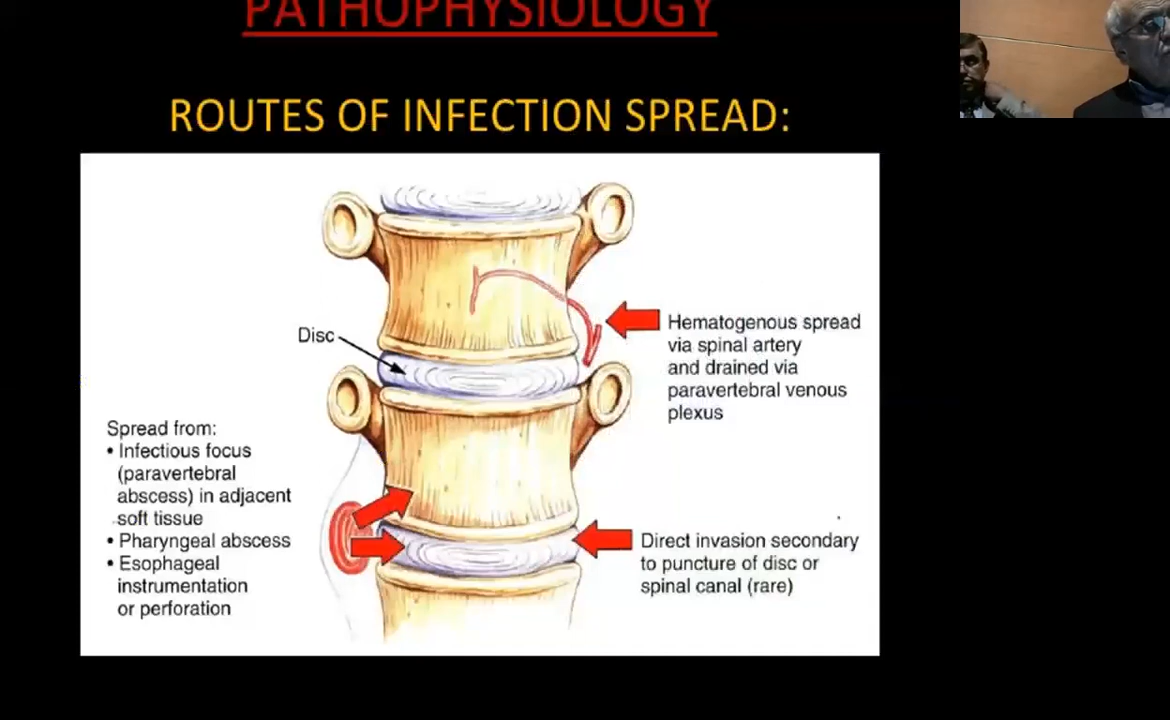 PATHOPHYSIOLOGY
ROUTES OF INFECTION SPREAD:
Disc
Hematogenous spread
via spinal artery
and drained via
paravertebral venous
plexus
Spread from:
• Infectious focus
(paravertebral
abscess) in adjacent
soft tissue
• Pharyngeal abscess
• Esophageal
instrumentation
or perforation
Direct invasion secondary
to puncture of disc or
spinal canal (rare)